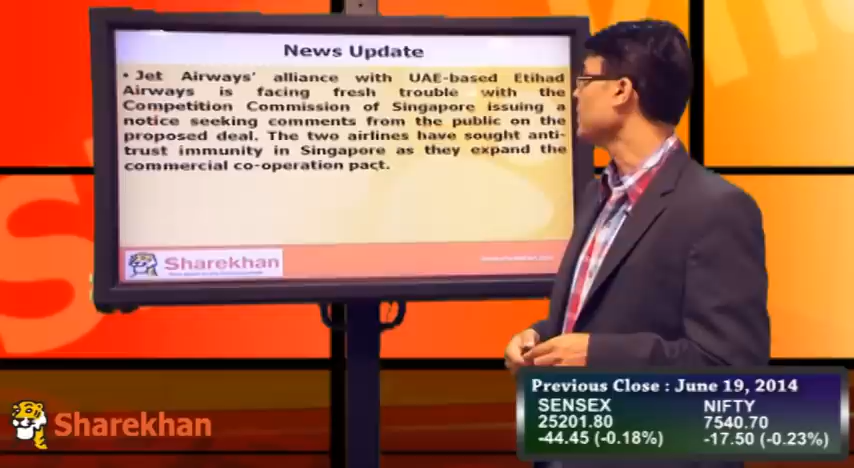 News Update
• Jet Airways' alliance with UAE-based Etihad
Airways is facing fresh trouble with the
Competition Commission of Singapore issuing a
notice seeking comments from the public on the
proposed deal. The two airlines have sought anti-
trust immunity in Singapore as they expand the
commercial co-operation pact.
Sharekhan
Sharekhan
Previous Close : June 19, 2014
SENSEX NIFTY
25201.80 7540.70
-44.45 (-0.18%) -17.50 (-0.23%)